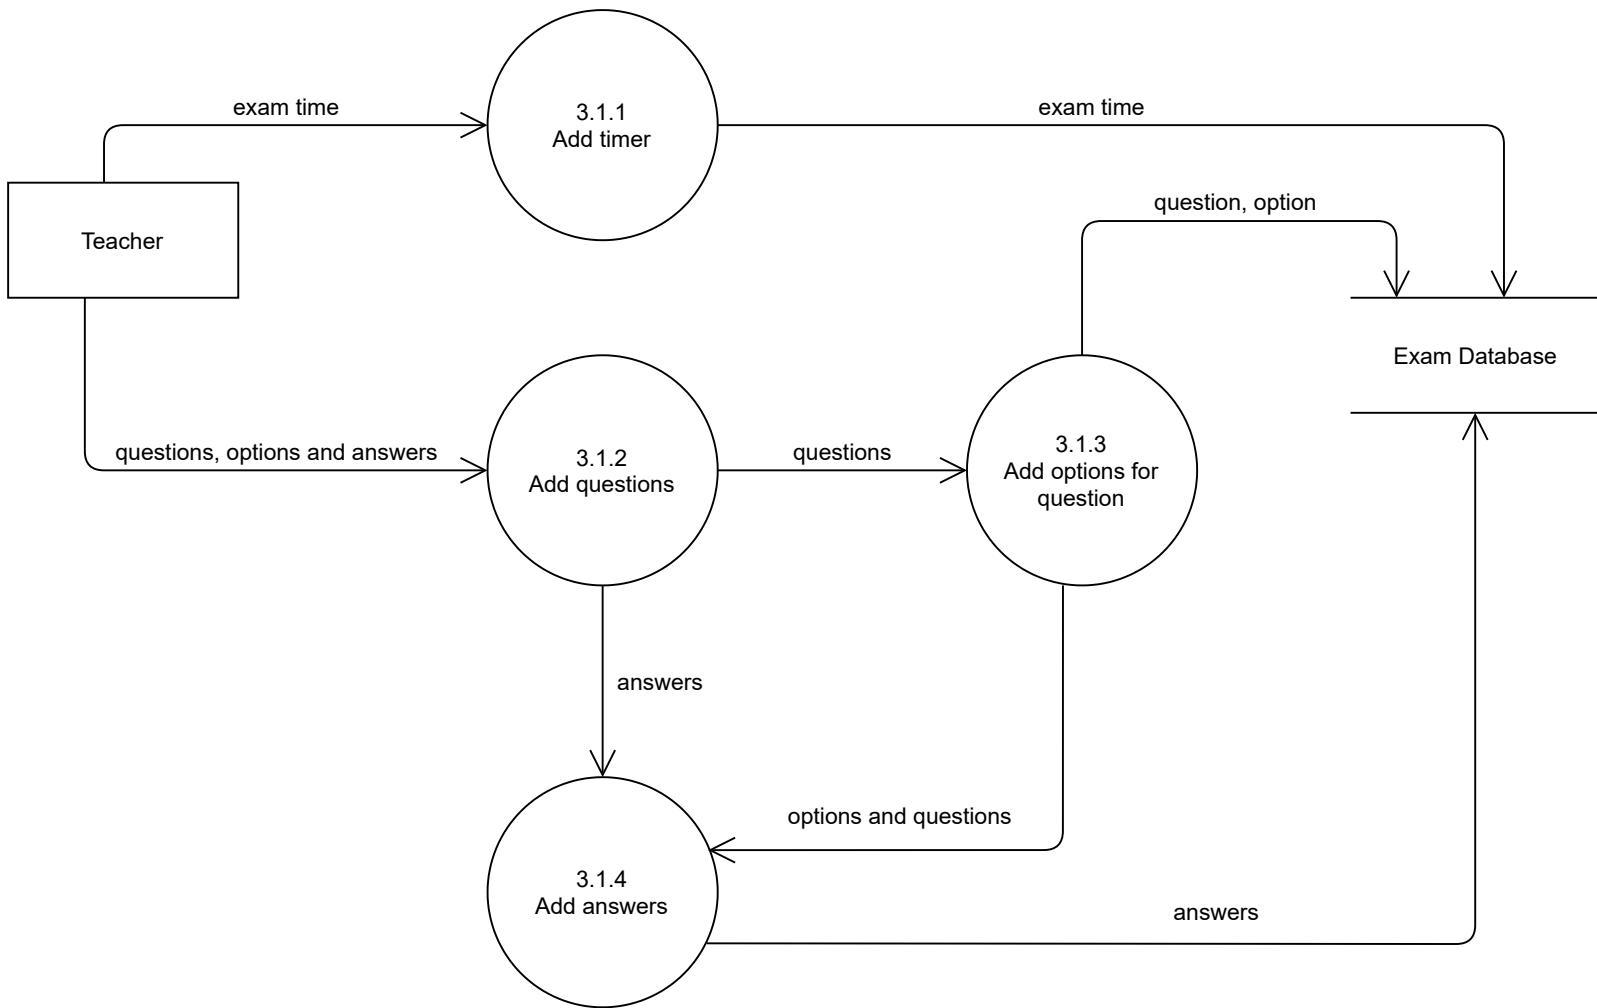 exam time
3.1.1
Add timer
exam time
question, option
Teacher
Exam Database
questions, options and answers
3.1.2
Add questions
questions
3.1.3
Add options for
question
answers
options and questions
3.1.4
Add answers
answers